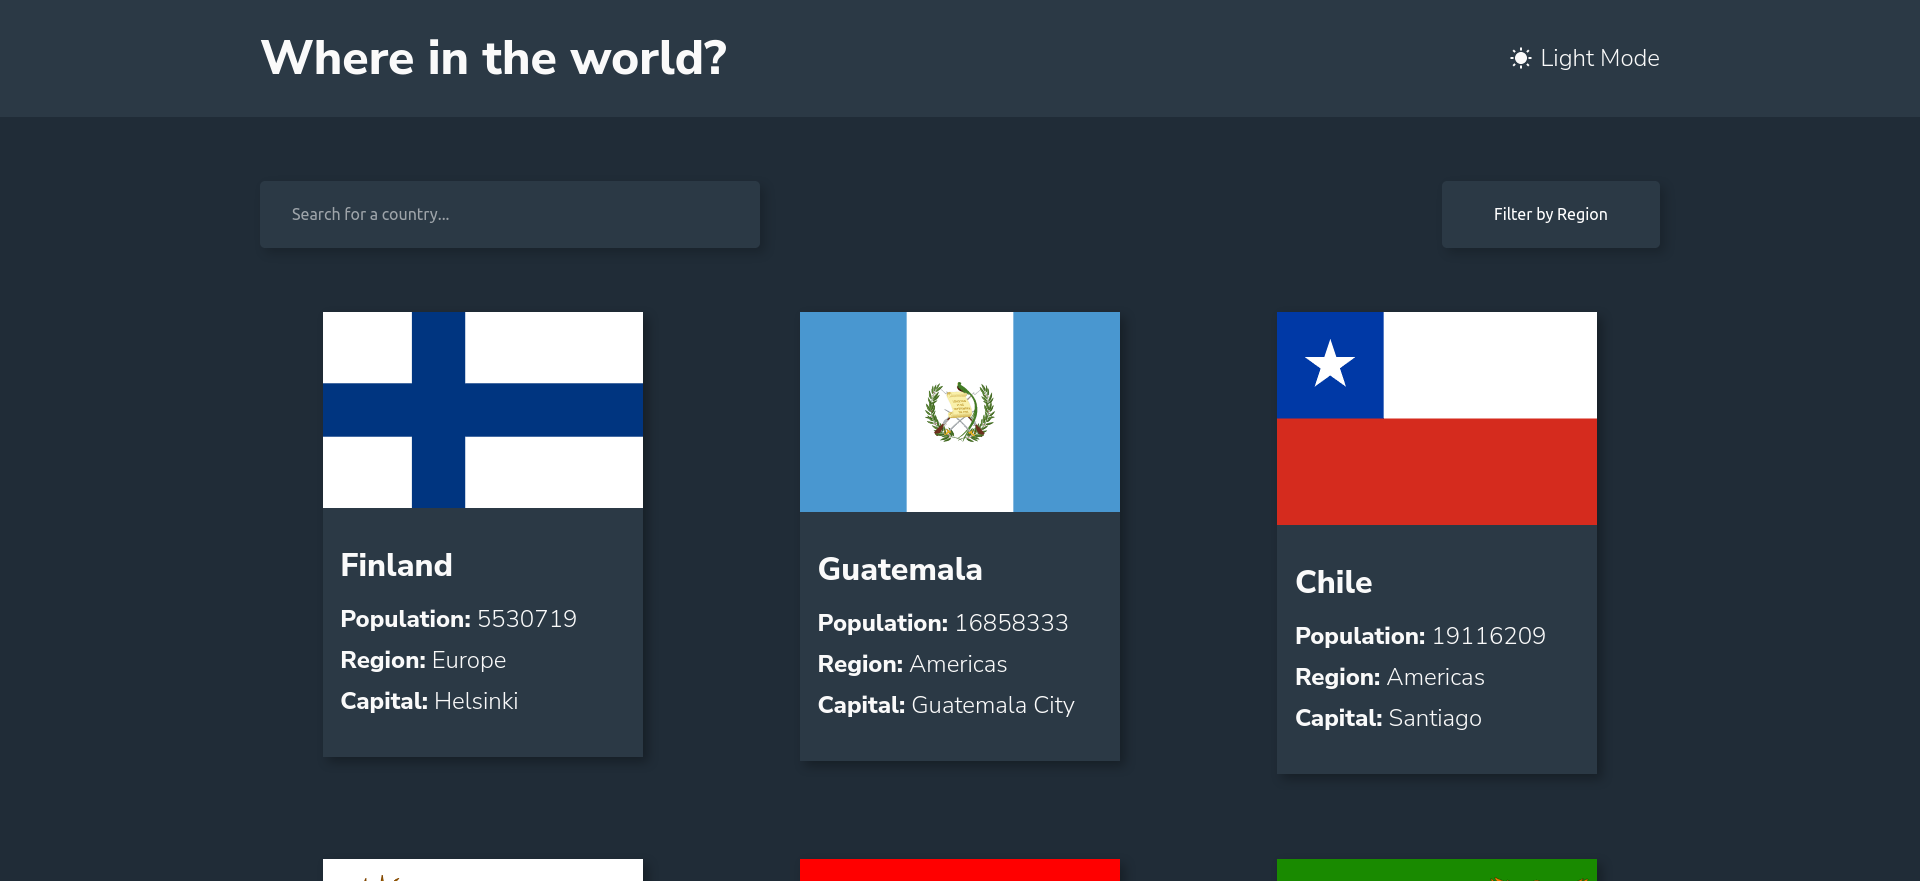 Where in the world?
Light Mode
Search for a country...
Filter by Region
Finland
Population: 5530719
Region: Europe
Capital: Helsinki
Guatemala
Population: 16858333
Region: Americas
Capital: Guatemala City
Chile
Population: 19116209
Region: Americas
Capital: Santiago